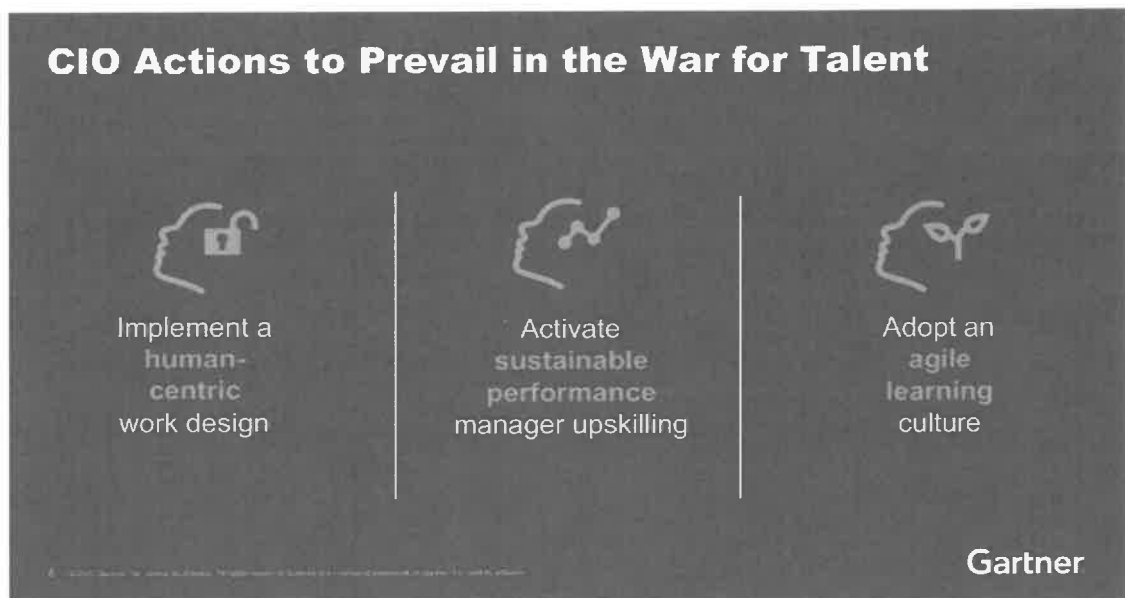 CIO Actions to Prevail in the War for Talent
Implement a
human-
centric
work design
Activate
sustainable
performance
manager upskilling
Adopt an
agile
learning
culture
Gartner